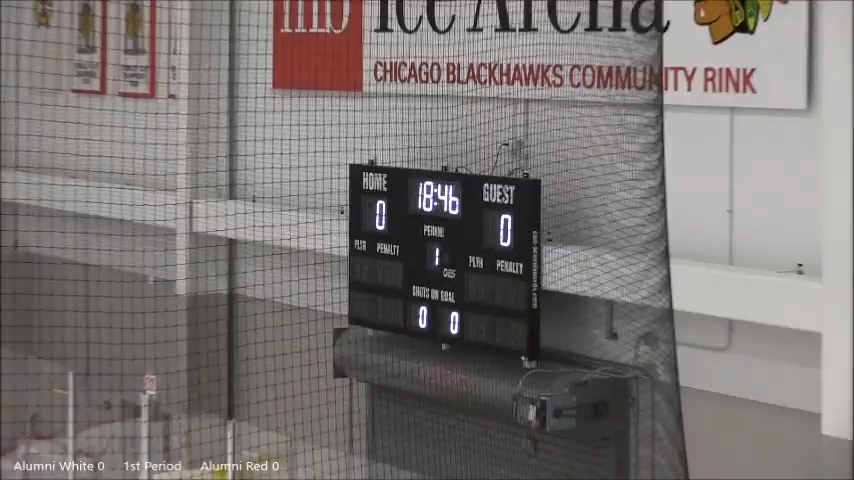 Ice Arena
CHICAGO BLACKHAWKS COMMUNITY RINK
HOME 18:46 GUEST
0 0
PERIOD
1
PLYR PENALTY PLYR PENALTY
SHOTS ON GOAL
0 0
Alumni White 0 1st Period Alumni Red 0